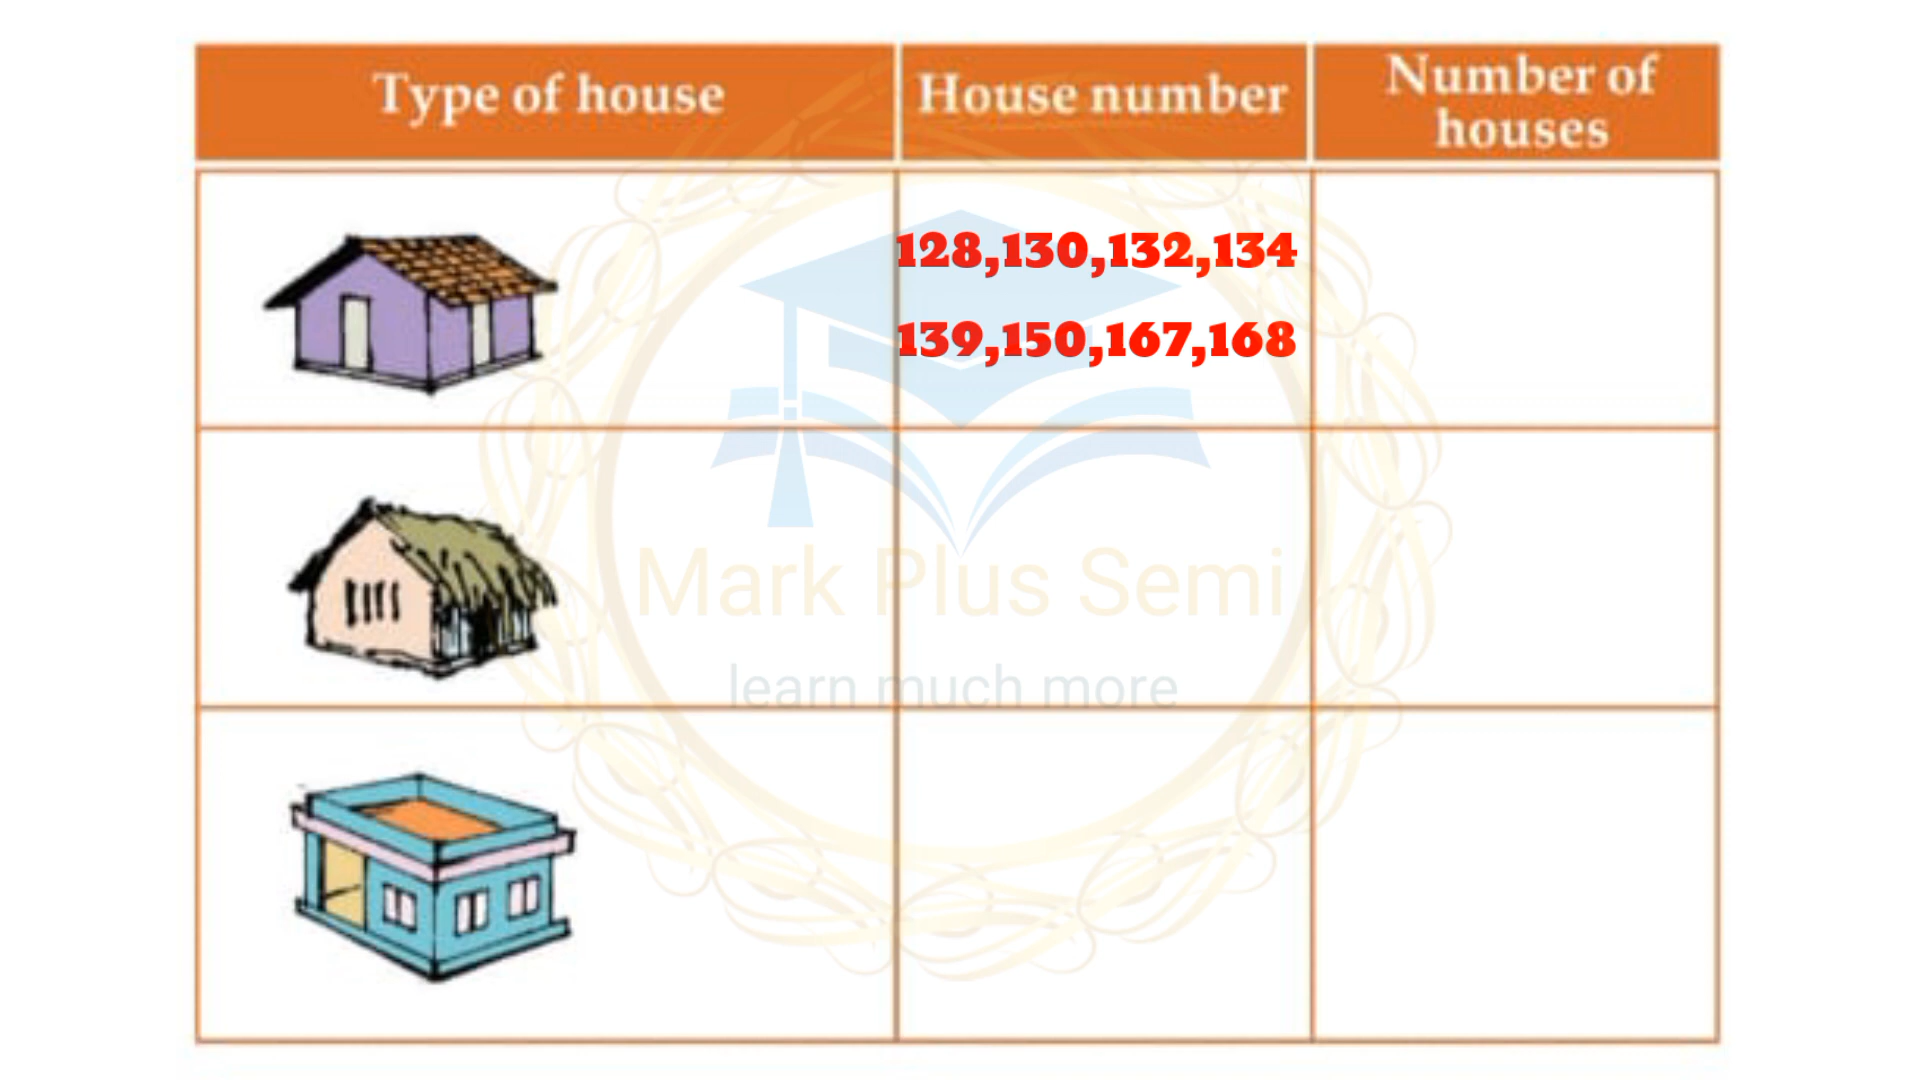 Type of house
House number
Number of
houses
128,130,132,134
139,150,167,168
Mark Plus Semi
learn much more